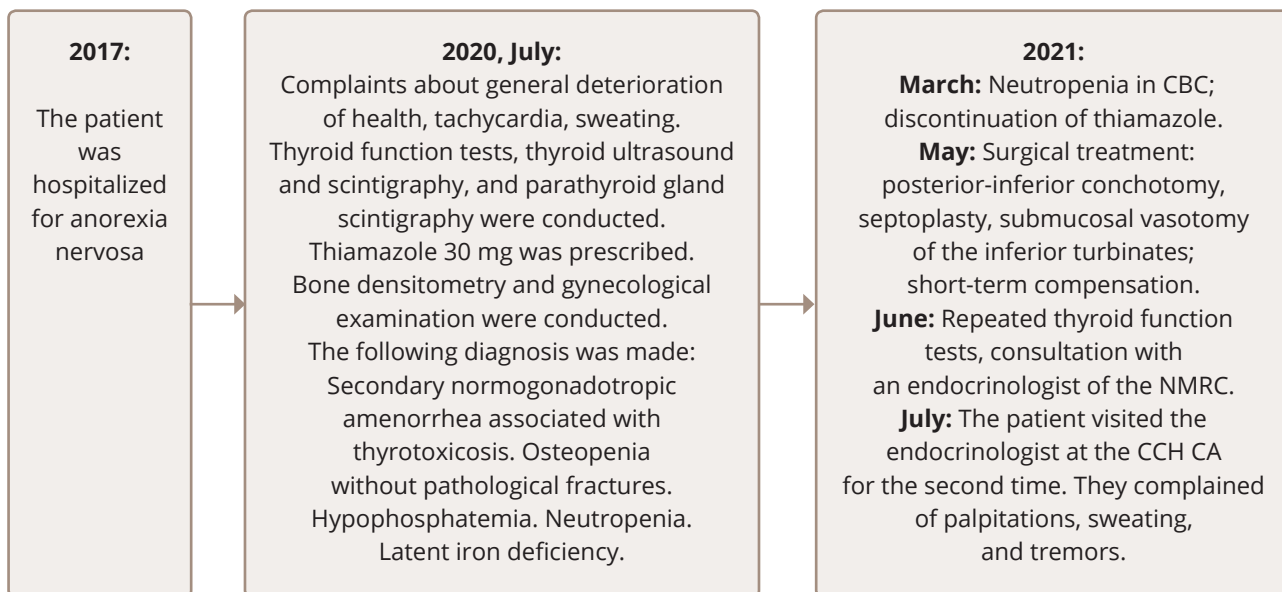 2017:
The patient
was
hospitalized
for anorexia
nervosa
2020, July:
Complaints about general deterioration
of health, tachycardia, sweating.
Thyroid function tests, thyroid ultrasound
and scintigraphy, and parathyroid gland
scintigraphy were conducted.
Thiamazole 30 mg was prescribed.
Bone densitometry and gynecological
examination were conducted.
The following diagnosis was made:
Secondary normogonadotropic
amenorrhea associated with
thyrotoxicosis. Osteopenia
without pathological fractures.
Hypophosphatemia. Neutropenia.
Latent iron deficiency.
2021:
March: Neutropenia in CBC;
discontinuation of thiamazole.
May: Surgical treatment:
posterior-inferior conchotomy,
septoplasty, submucosal vasotomy
of the inferior turbinates;
short-term compensation.
June: Repeated thyroid function
tests, consultation with
an endocrinologist of the NMRC.
July: The patient visited the
endocrinologist at the CCH CA
for the second time. They complained
of palpitations, sweating,
and tremors.